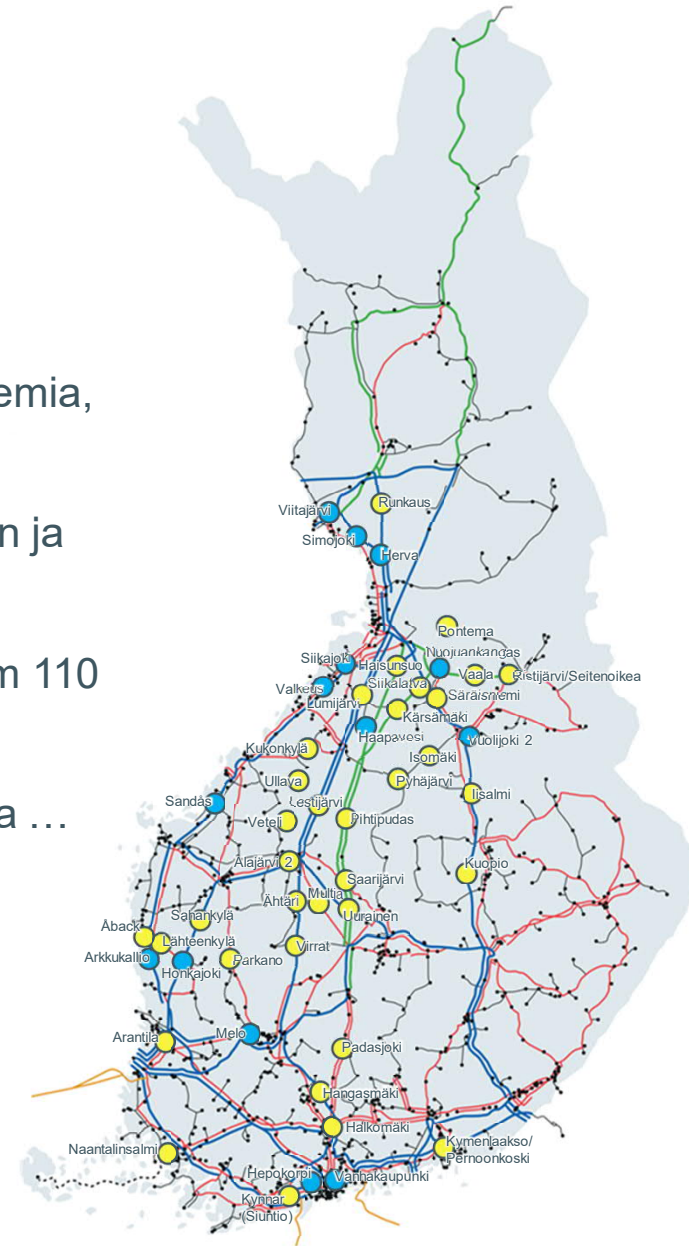 emia,
n ja
m 110
a …
Runkaus
Viitajärvi
Simojoki
Herva
Pontema
Nuojuankangas
Siikajoki
Haisunsuo
Vaala
Ristijärvi/Seitenoikea
Valkeus
Siikalatva
Lumijärvi
Säräisniemi
Kärsämäki
Haapavesi
Vuolijoki 2
Kukonkylä
Isomäki
Ullava
Pyhäjärvi
Iisalmi
Sandås
Lestijärvi
Veteli
Pihtipudas
Alajärvi 2
Kuopio
Saarijärvi
Ähtäri
Multia
Uurainen
Sahankylä
Åback
Lähteenkylä
Virrat
Arkkukallio
Honkajoki
Parkano
Arantila
Melo
Padasjoki
Hangasmäki
Halkomäki
Kymenlaakso/
Pernoonkoski
Naantalinsalmi
Hepokorpi
Vanhakaupunki
Kynnar
(Siuntio)